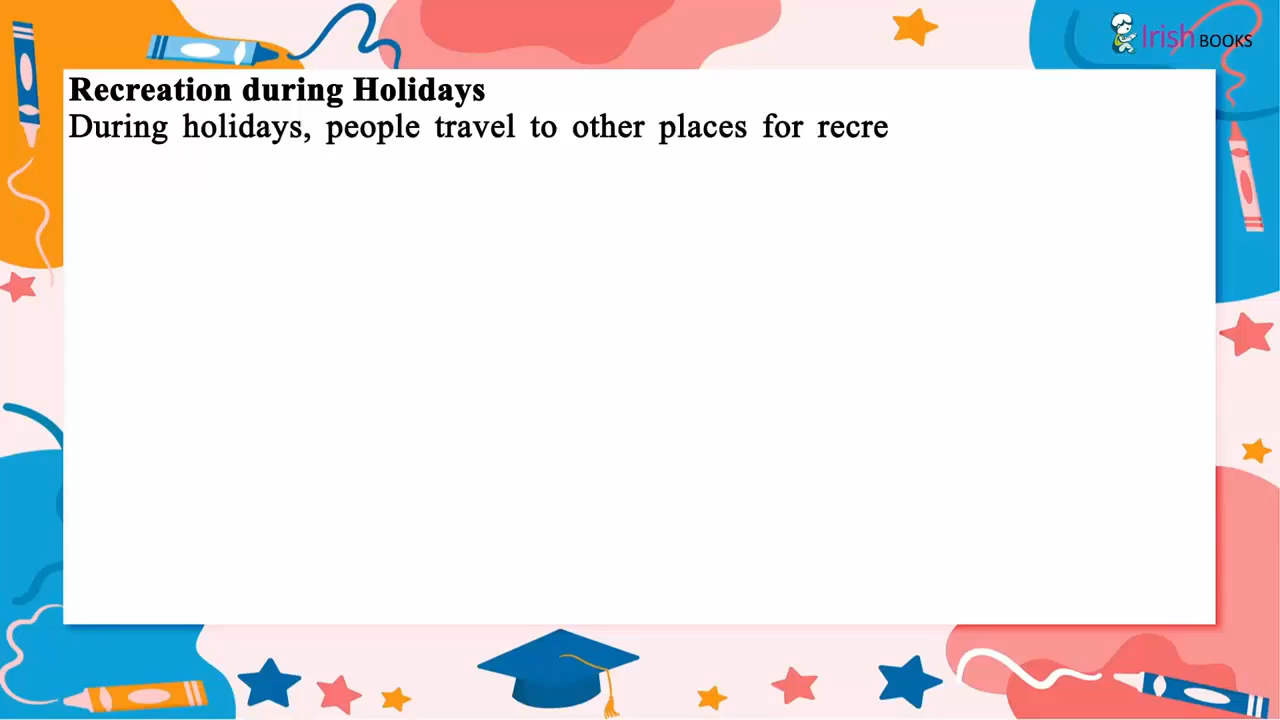 Irish BOOKS
Recreation during Holidays
During holidays, people travel to other places for recre